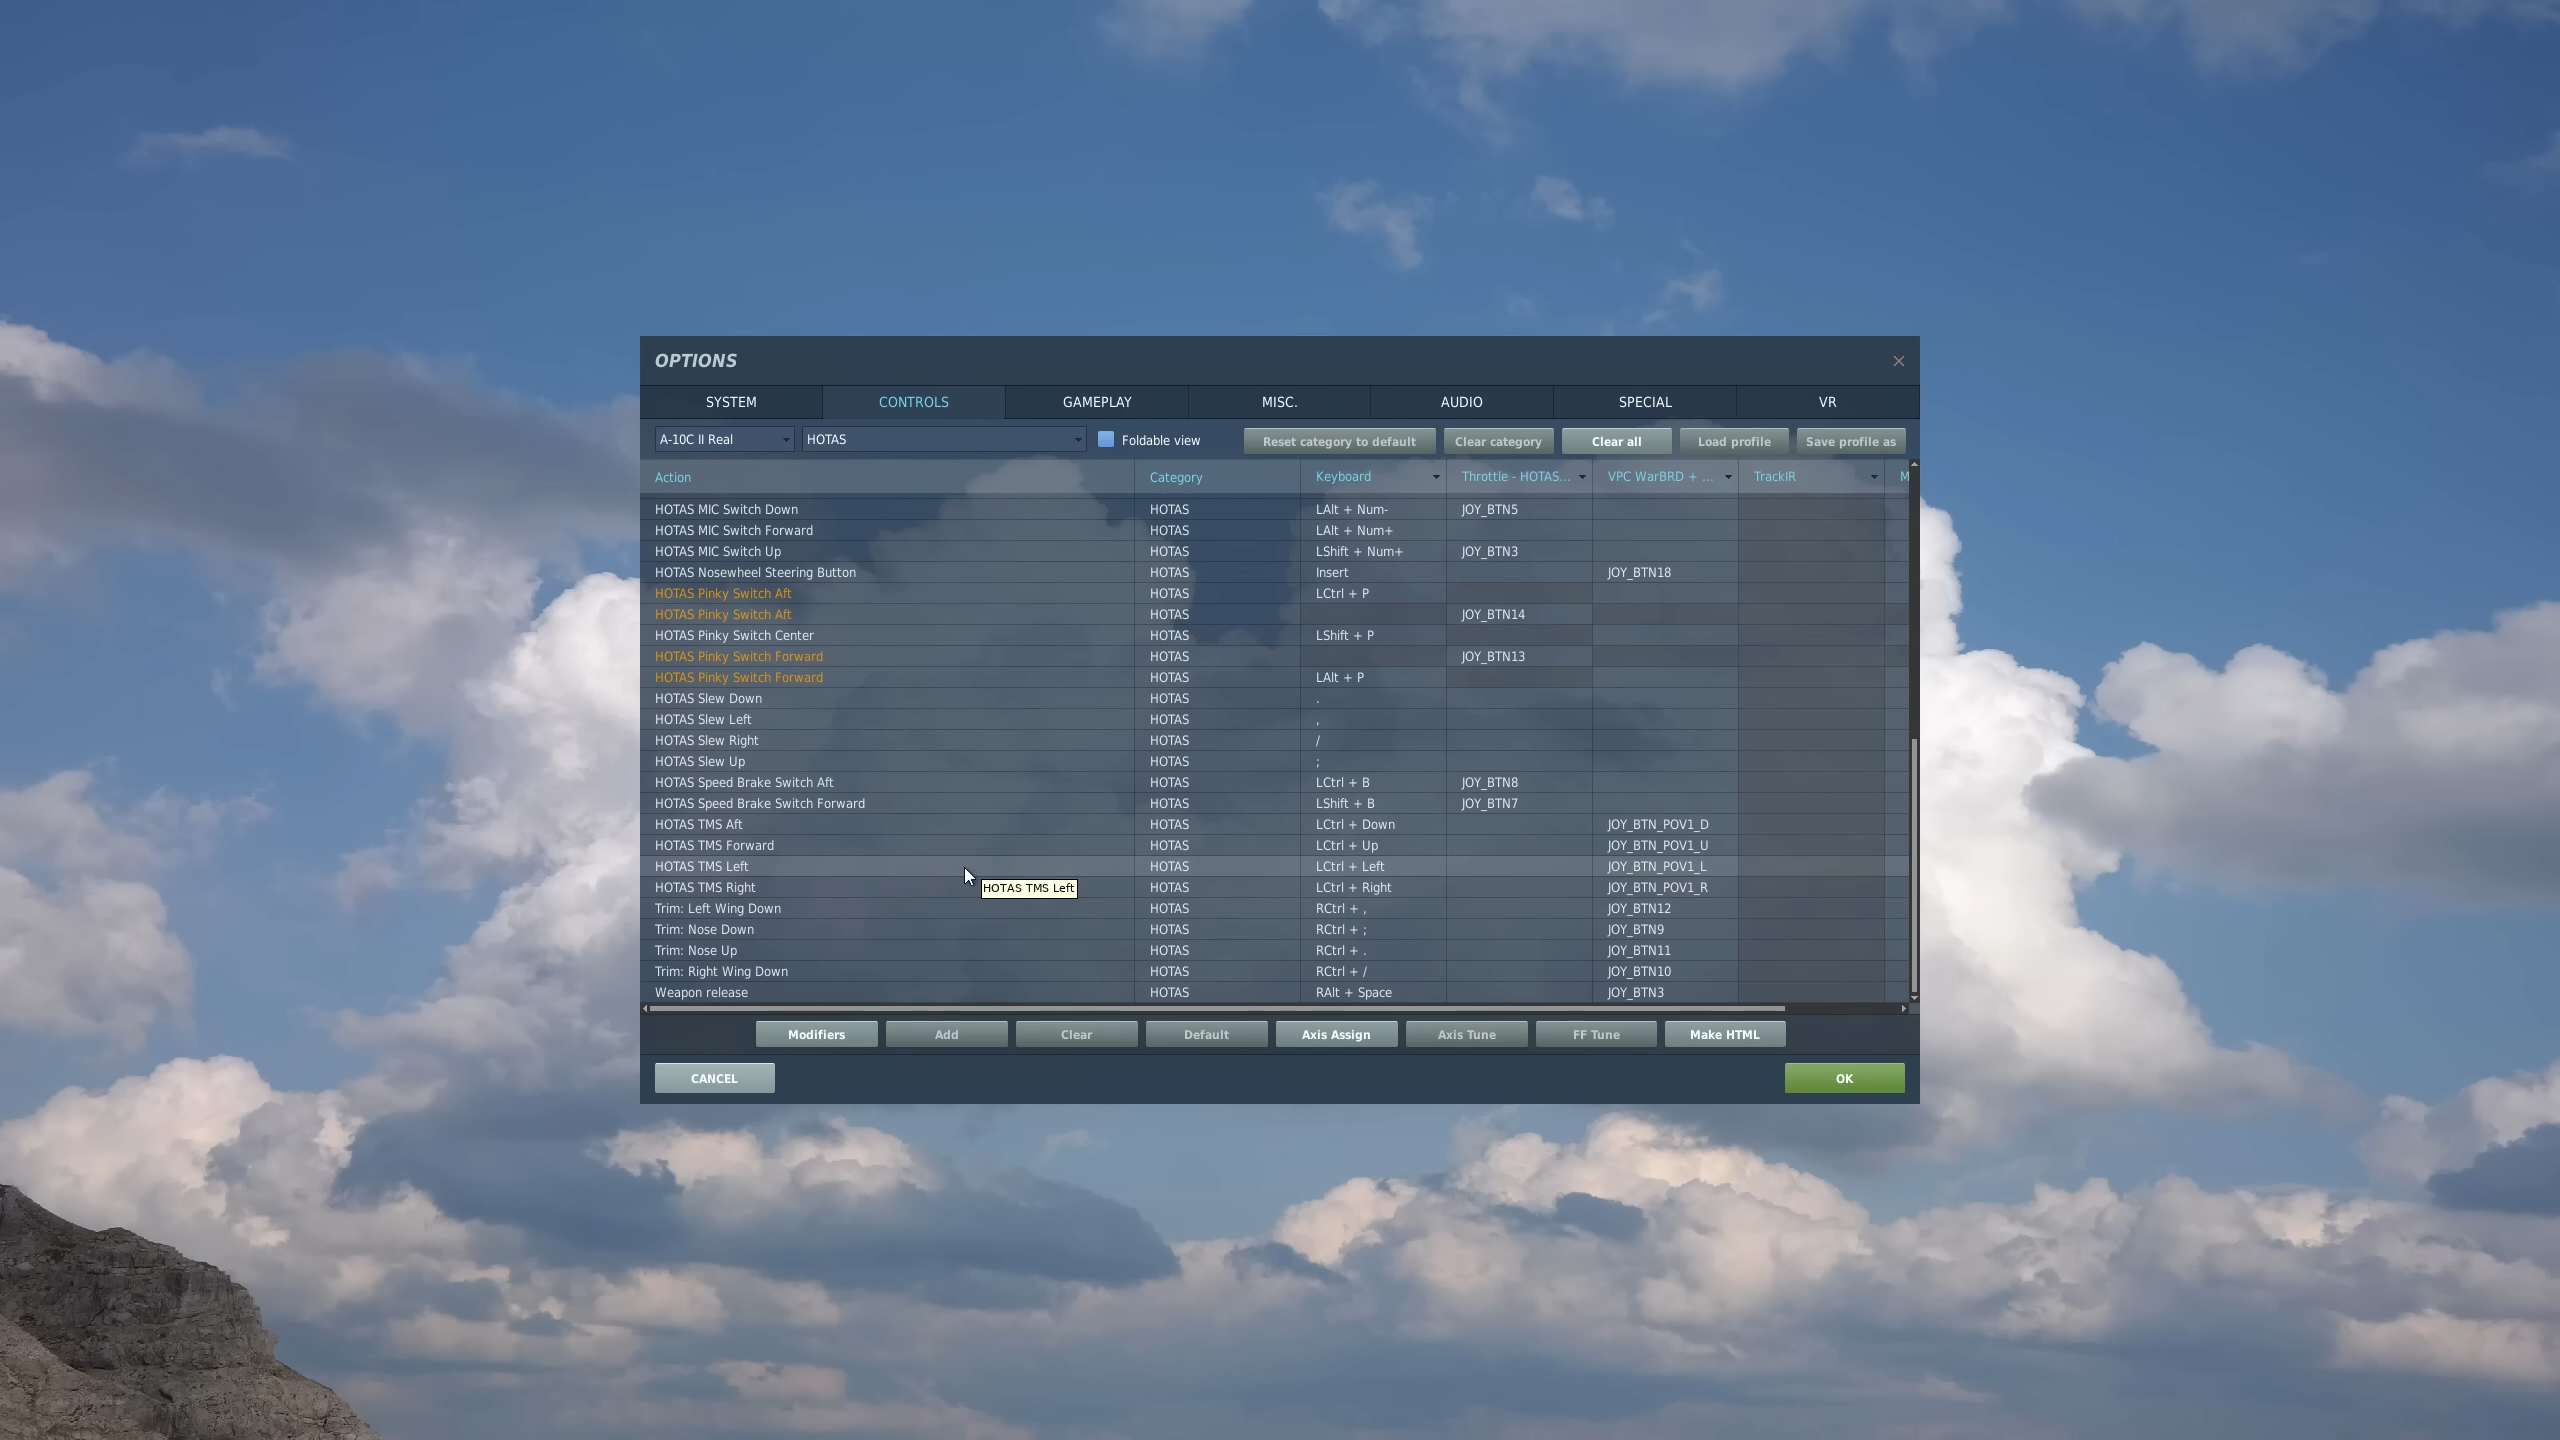 OPTIONS ×
SYSTEM CONTROLS GAMEPLAY MISC. AUDIO SPECIAL VR
A-10C II Real HOTAS Foldable view Reset category to default Clear category Clear all Load profile Save profile as
Action Category Keyboard Throttle - HOTAS... VPC WarBRD + ... TrackIR M
HOTAS MIC Switch Down HOTAS LAlt + Num- JOY_BTN5
HOTAS MIC Switch Forward HOTAS LAlt + Num+
HOTAS MIC Switch Up HOTAS LShift + Num+ JOY_BTN3
HOTAS Nosewheel Steering Button HOTAS Insert JOY_BTN18
HOTAS Pinky Switch Aft HOTAS LCtrl + P
HOTAS Pinky Switch Aft HOTAS JOY_BTN14
HOTAS Pinky Switch Center HOTAS LShift + P
HOTAS Pinky Switch Forward HOTAS JOY_BTN13
HOTAS Pinky Switch Forward HOTAS LAlt + P
HOTAS Slew Down HOTAS .
HOTAS Slew Left HOTAS ,
HOTAS Slew Right HOTAS /
HOTAS Slew Up HOTAS ;
HOTAS Speed Brake Switch Aft HOTAS LCtrl + B JOY_BTN8
HOTAS Speed Brake Switch Forward HOTAS LShift + B JOY_BTN7
HOTAS TMS Aft HOTAS LCtrl + Down JOY_BTN_POV1_D
HOTAS TMS Forward HOTAS LCtrl + Up JOY_BTN_POV1_U
HOTAS TMS Left HOTAS LCtrl + Left JOY_BTN_POV1_L
HOTAS TMS Right HOTAS TMS Left HOTAS LCtrl + Right JOY_BTN_POV1_R
Trim: Left Wing Down HOTAS RCtrl + , JOY_BTN12
Trim: Nose Down HOTAS RCtrl + ; JOY_BTN9
Trim: Nose Up HOTAS RCtrl + . JOY_BTN11
Trim: Right Wing Down HOTAS RCtrl + / JOY_BTN10
Weapon release HOTAS RAlt + Space JOY_BTN3
Modifiers Add Clear Default Axis Assign Axis Tune FF Tune Make HTML
CANCEL OK